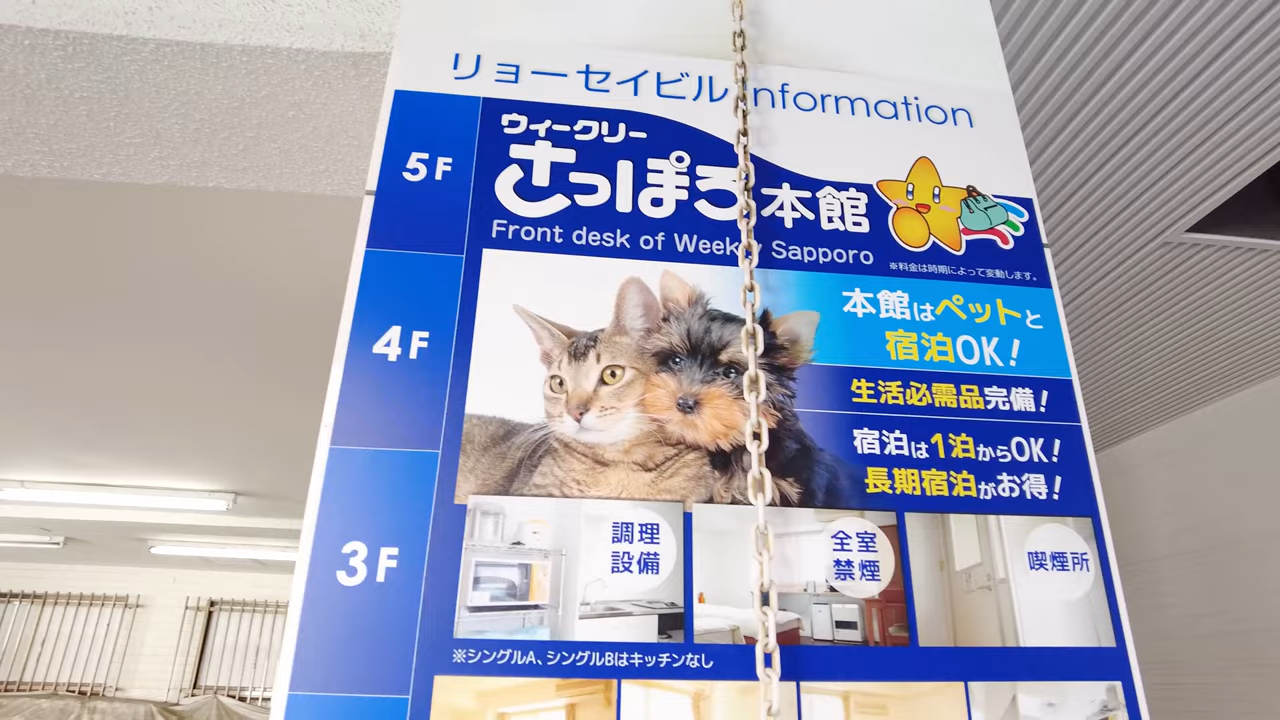 リョーセイビル Information
5F
ウィークリー
さっぽろ本館
Front desk of Weekly Sapporo
※料金は時期によって変動します。
4F
本館はペットと
宿泊OK!
生活必需品完備!
宿泊は1泊からOK!
長期宿泊がお得!
3F
調理
設備
全室
禁煙
喫煙所
※シングルA、シングルBはキッチンなし